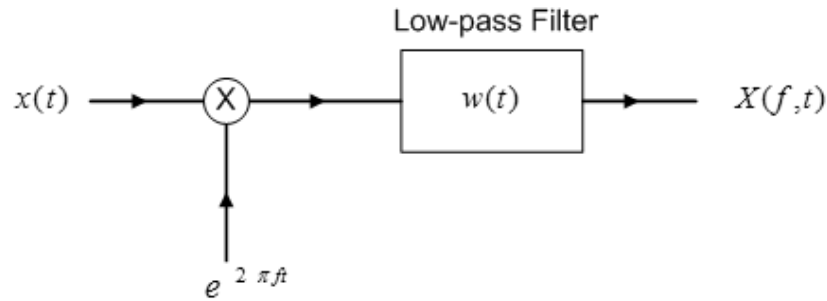 Low-pass Filter
x(t) X w(t) X(f,t)
e^{2 πft}